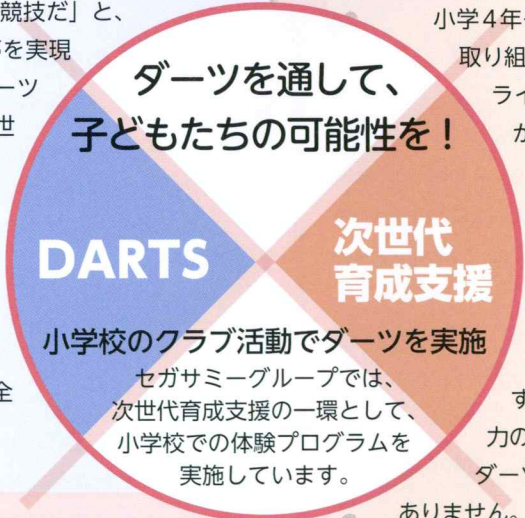 競技だ」と、
を実現
ーツ
世
小学4年
取り組
ライ
ダーツを通して、
子どもたちの可能性を！
DARTS
次世代
育成支援
小学校のクラブ活動でダーツを実施
セガサミーグループでは、
次世代育成支援の一環として、
小学校での体験プログラムを
実施しています。
全
す
力の
ダーツ
ありません。